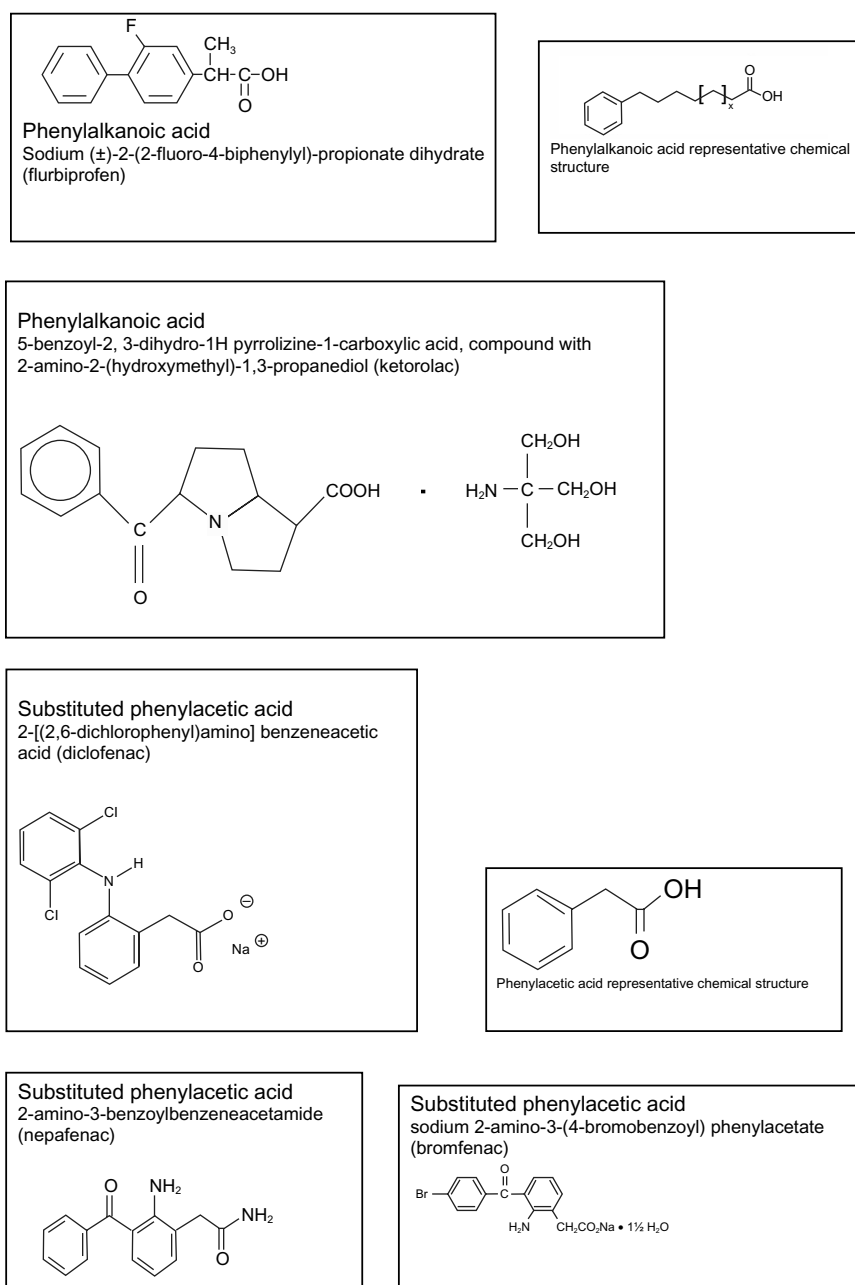 F
CH3
CH–C–OH
O
Phenylalkanoic acid
Sodium (±)-2-(2-fluoro-4-biphenylyl)-propionate dihydrate
(flurbiprofen)
O
OH
x
Phenylalkanoic acid representative chemical
structure
Phenylalkanoic acid
5-benzoyl-2, 3-dihydro-1H pyrrolizine-1-carboxylic acid, compound with
2-amino-2-(hydroxymethyl)-1,3-propanediol (ketorolac)
CH2OH
COOH
H2N – C – CH2OH
C
N
CH2OH
O
Substituted phenylacetic acid
2-[(2,6-dichlorophenyl)amino] benzeneacetic
acid (diclofenac)
Cl
H
N
Cl
O ⊖
O
Na ⊕
OH
O
Phenylacetic acid representative chemical structure
Substituted phenylacetic acid
2-amino-3-benzoylbenzeneacetamide
(nepafenac)
O
NH2
NH2
O
Substituted phenylacetic acid
sodium 2-amino-3-(4-bromobenzoyl) phenylacetate
(bromfenac)
O
Br
C
H2N
CH2CO2Na • 1½ H2O